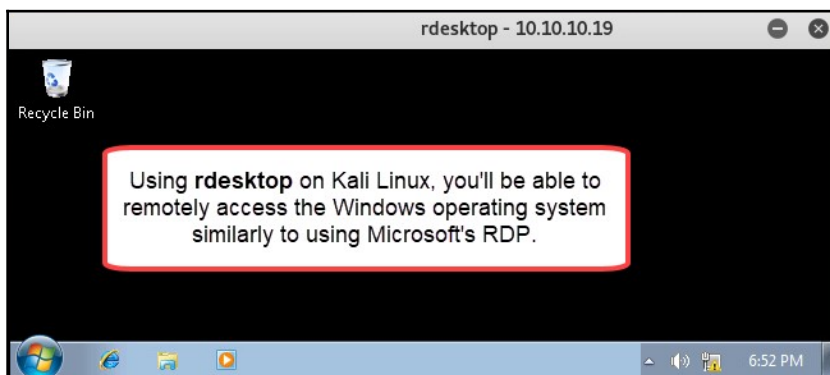 rdesktop - 10.10.10.19
Recycle Bin
Using rdesktop on Kali Linux, you'll be able to
remotely access the Windows operating system
similarly to using Microsoft's RDP.
6:52 PM